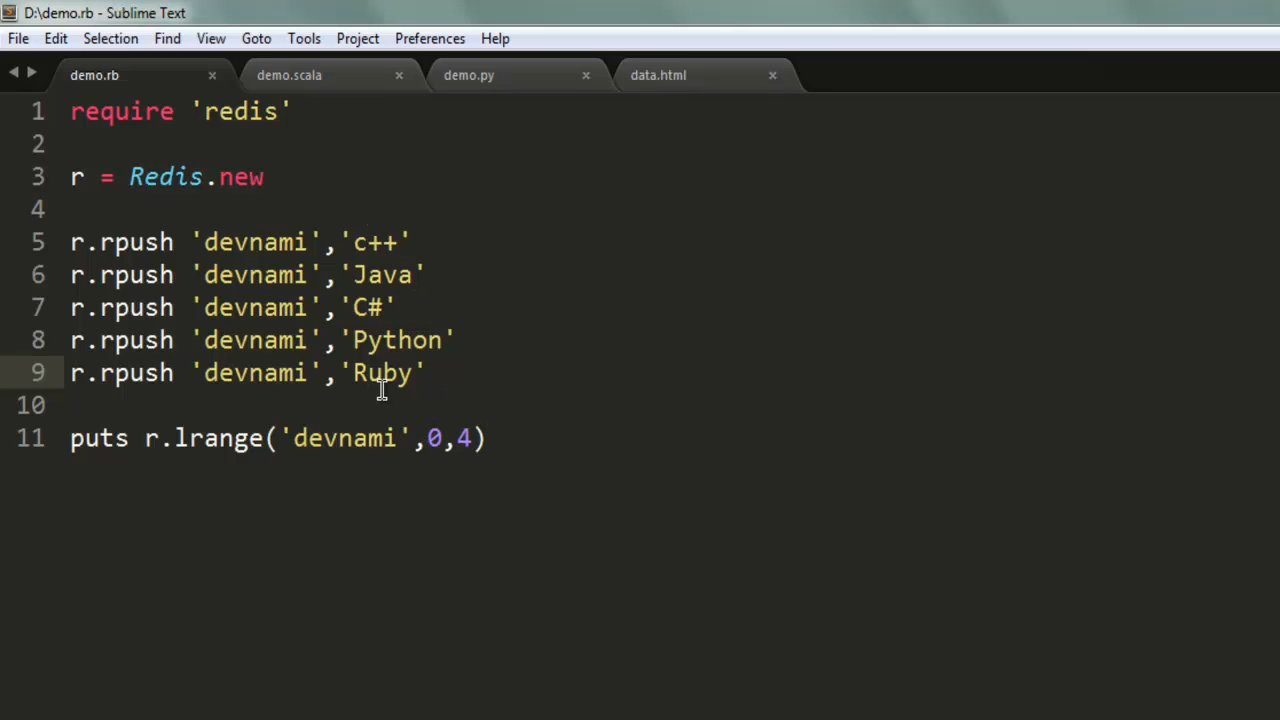 D:\demo.rb - Sublime Text
File Edit Selection Find View Goto Tools Project Preferences Help
demo.rb × demo.scala × demo.py × data.html ×
1 require 'redis'
2
3 r = Redis.new
4
5 r.rpush 'devnami','c++'
6 r.rpush 'devnami','Java'
7 r.rpush 'devnami','C#'
8 r.rpush 'devnami','Python'
9 r.rpush 'devnami','Ruby'
10
11 puts r.lrange('devnami',0,4)